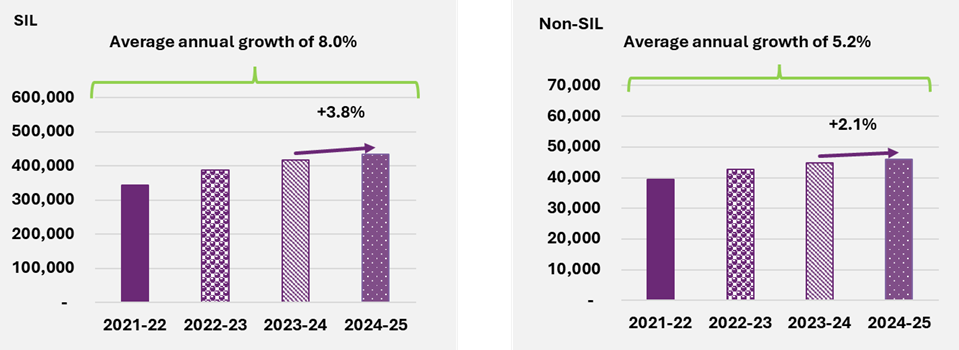 SIL
Average annual growth of 8.0%
600,000
+3.8%
500,000
400,000
300,000
200,000
100,000
-
2021-22 2022-23 2023-24 2024-25
Non-SIL
Average annual growth of 5.2%
70,000
60,000
+2.1%
50,000
40,000
30,000
20,000
10,000
-
2021-22 2022-23 2023-24 2024-25